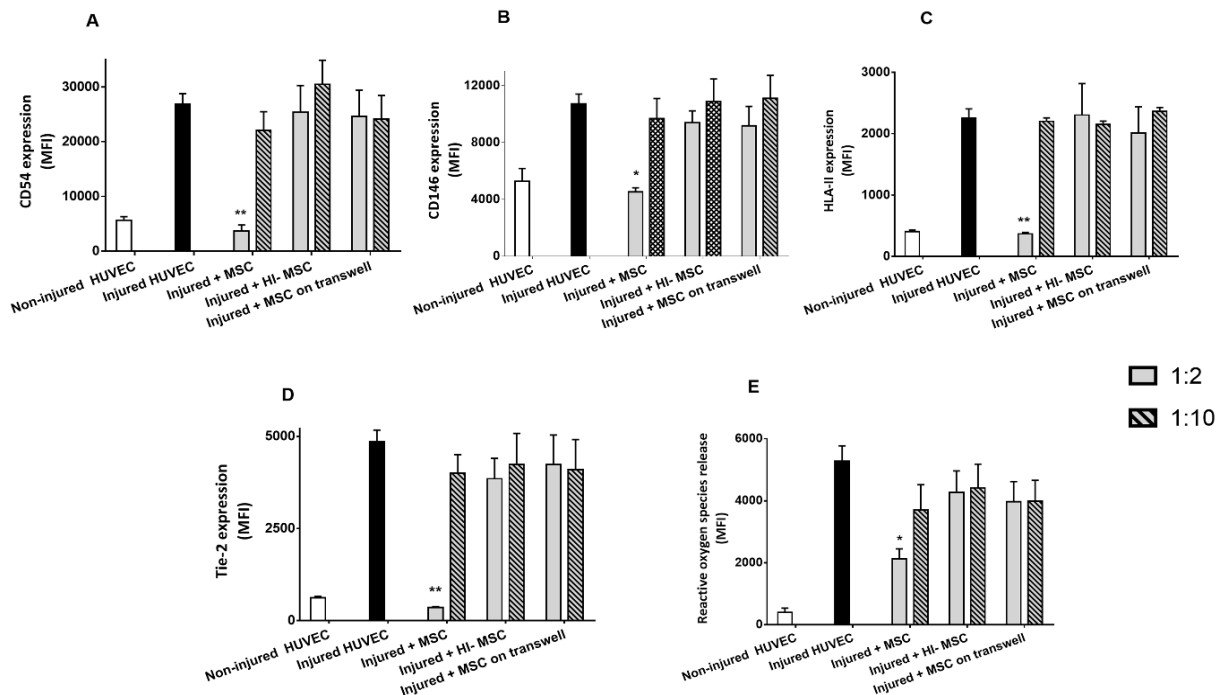 A
CD54 expression
(MFI)
30000
20000
10000
0
**
Non-injured HUVEC
Injured HUVEC
Injured + MSC
Injured + HI- MSC
Injured + MSC on transwell
B
CD146 expression
(MFI)
12000
8000
4000
0
*
Non-injured HUVEC
Injured HUVEC
Injured + MSC
Injured + HI- MSC
Injured + MSC on transwell
C
HLA-II expression
(MFI)
3000
2000
1000
0
**
Non-injured HUVEC
Injured HUVEC
Injured + MSC
Injured + HI- MSC
Injured + MSC on transwell
1:2
1:10
D
Tie-2 expression
(MFI)
5000
2500
0
**
Non-injured HUVEC
Injured HUVEC
Injured + MSC
Injured + HI- MSC
Injured + MSC on transwell
E
Reactive oxygen species release
(MFI)
6000
4000
2000
0
*
Non-injured HUVEC
Injured HUVEC
Injured + MSC
Injured + HI- MSC
Injured + MSC on transwell